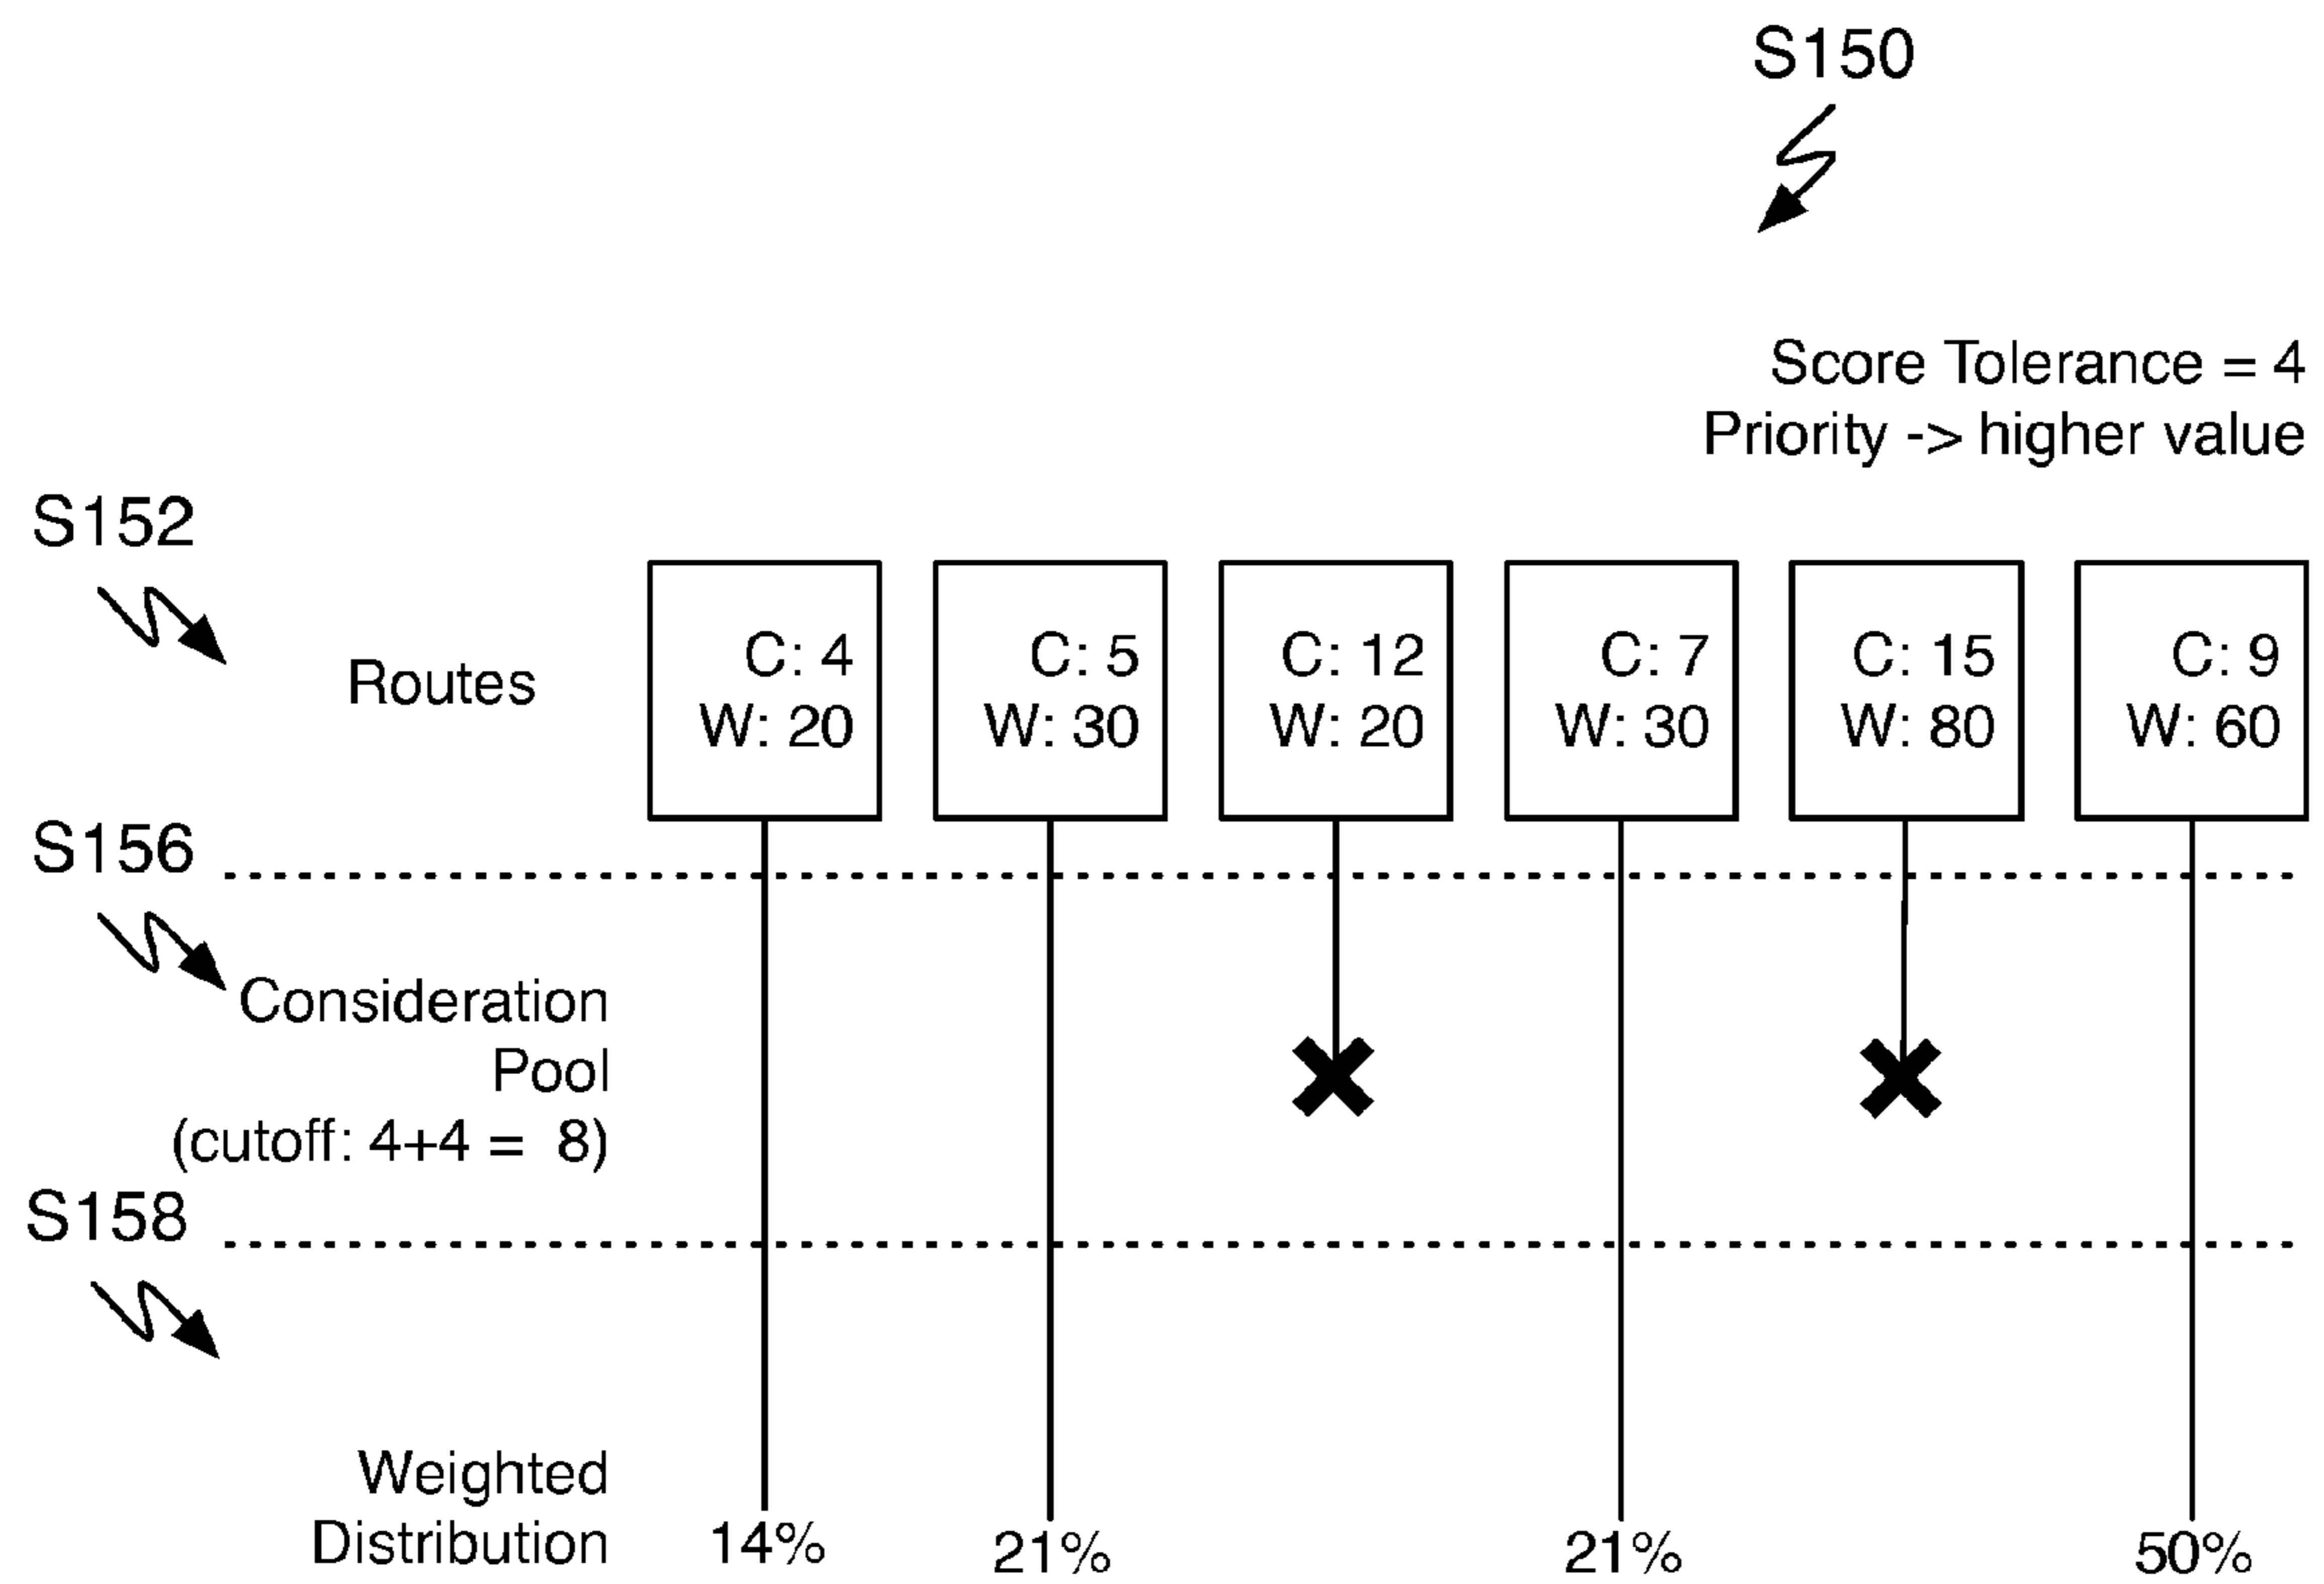 S150
Score Tolerance = 4
Priority -> higher value
S152
Routes
C: 4
W: 20
C: 5
W: 30
C: 12
W: 20
C: 7
W: 30
C: 15
W: 80
C: 9
W: 60
S156
Consideration
Pool
(cutoff: 4+4 = 8)
S158
Weighted
Distribution
14%
21%
21%
50%